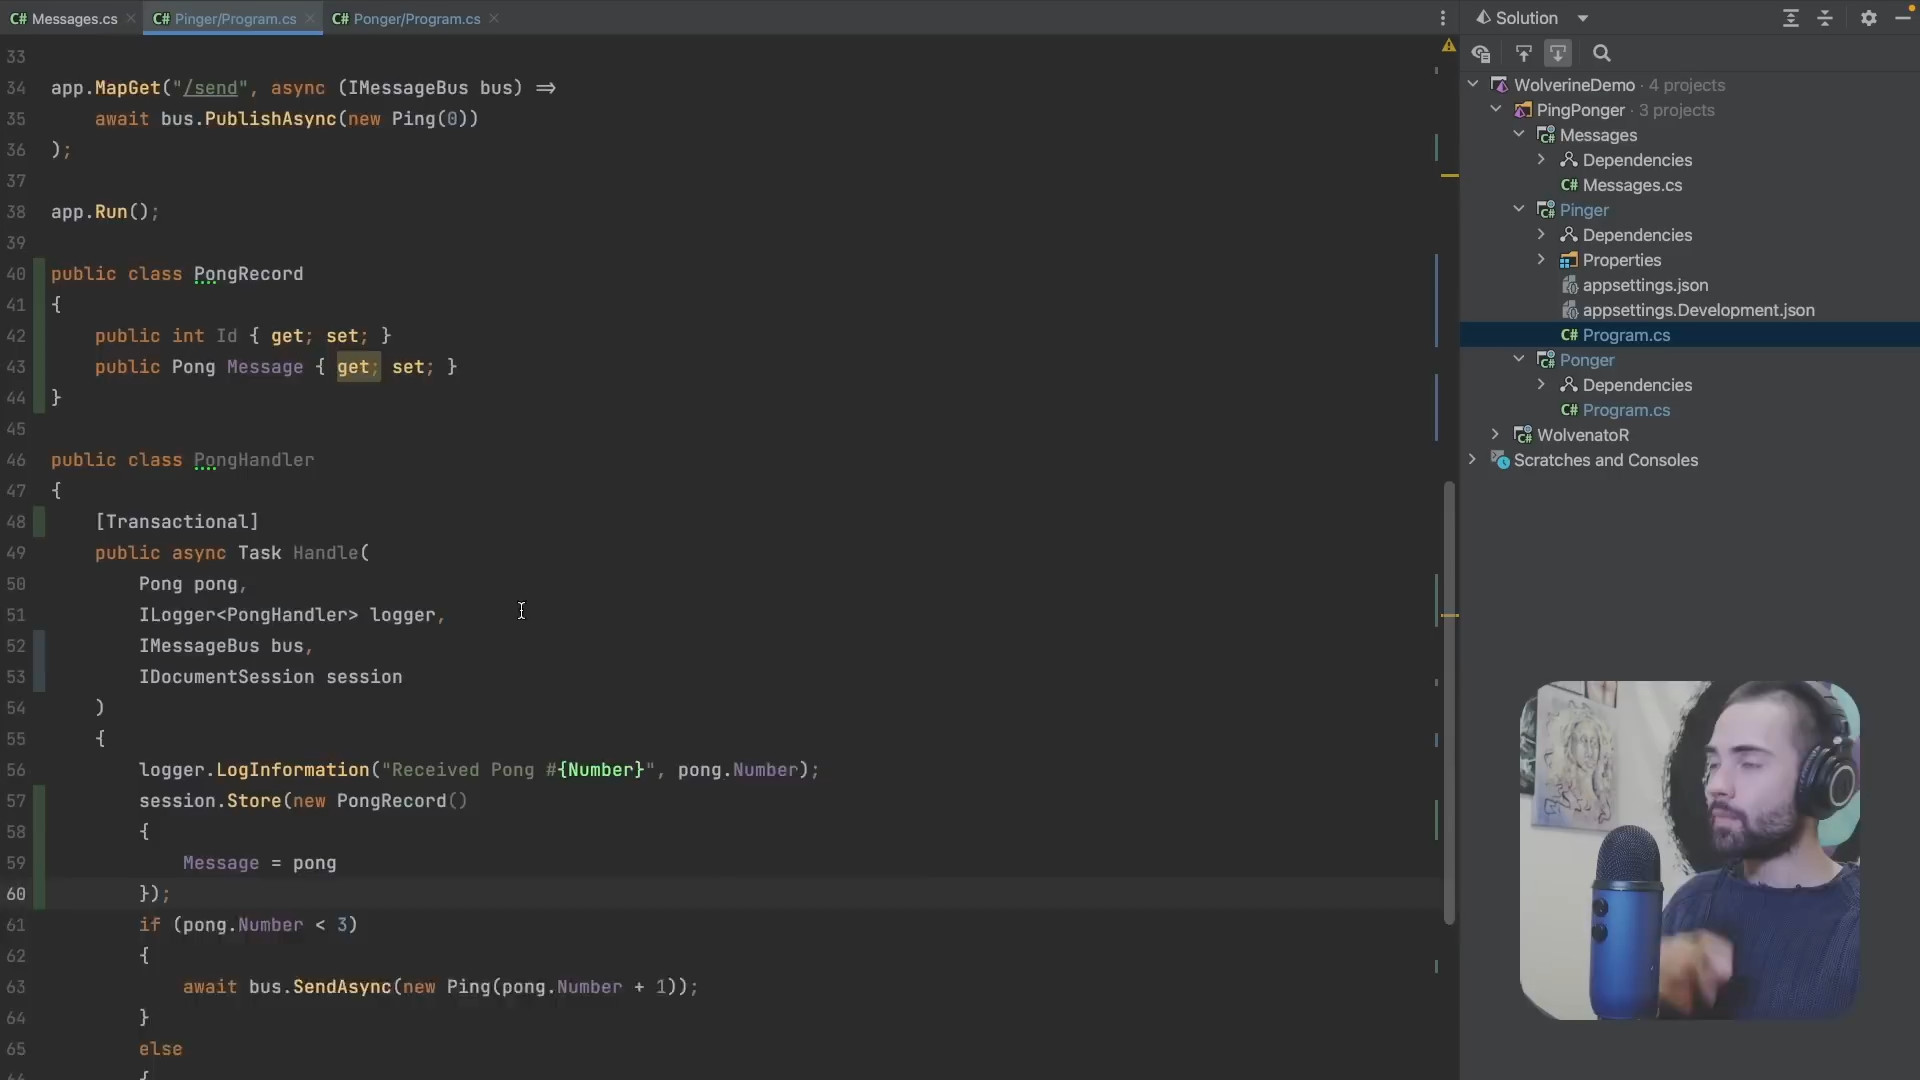 Messages.cs
Pinger/Program.cs
Ponger/Program.cs
33
34 app.MapGet("/send", async (IMessageBus bus) =>
35     await bus.PublishAsync(new Ping(0))
36 );
37
38 app.Run();
39
40 public class PongRecord
41 {
42     public int Id { get; set; }
43     public Pong Message { get; set; }
44 }
45
46 public class PongHandler
47 {
48     [Transactional]
49     public async Task Handle(
50         Pong pong,
51         ILogger<PongHandler> logger,
52         IMessageBus bus,
53         IDocumentSession session
54     )
55     {
56         logger.LogInformation("Received Pong #{Number}", pong.Number);
57         session.Store(new PongRecord()
58         {
59             Message = pong
60         });
61         if (pong.Number < 3)
62         {
63             await bus.SendAsync(new Ping(pong.Number + 1));
64         }
65         else
{
Solution
WolverineDemo · 4 projects
PingPonger · 3 projects
Messages
Dependencies
C# Messages.cs
Pinger
Dependencies
Properties
appsettings.json
appsettings.Development.json
C# Program.cs
Ponger
Dependencies
C# Program.cs
WolvenatoR
Scratches and Consoles